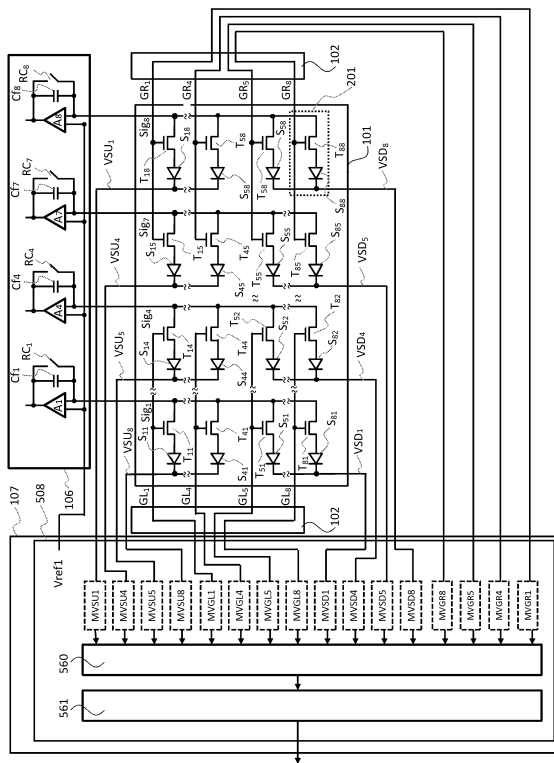 Cf1 RC1 Cf4 RC4 Cf7 RC7 Cf8 RC8
A1 A4 A7 A8
106
107
508
Vref1
VSU8 VSU5 VSU4 VSU1
102
GR1 GR4 GR5 GR8
GL1 GL4 GL5 GL8
102
Sig1 Sig4 Sig7 Sig8
201
101
S11 T11 S14 T14 S15 T15 T18 S18
S41 T41 S44 T44 S45 T45 S58 T58
T51 S51 T52 S52 T55 S55 T58 S58
T81 S81 S82 T82 T85 S85 S88 T88
VSD1 VSD4 VSD5 VSD8
MVSU1
MVSU4
MVSU5
MVSU8
MVGL1
MVGL4
MVGL5
MVGL8
MVSD1
MVSD4
MVSD5
MVSD8
MVGR8
MVGR5
MVGR4
MVGR1
560
561